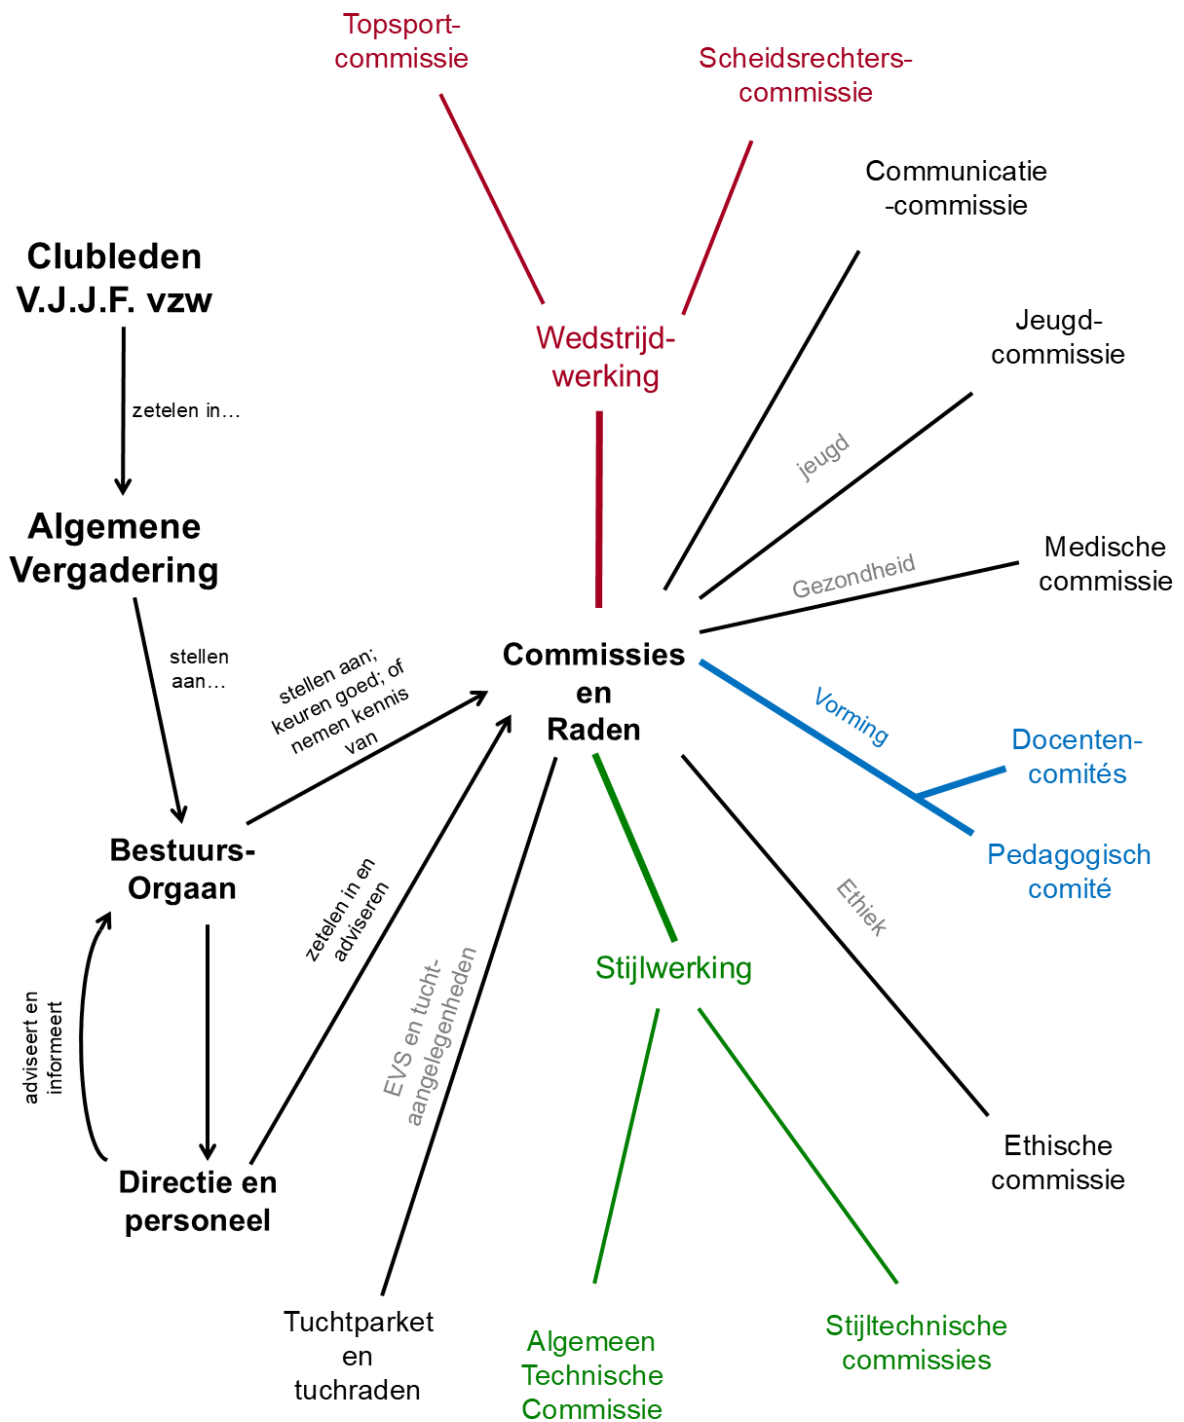 Topsport-
commissie
Scheidsrechters-
commissie
Communicatie
-commissie
Clubleden
V.J.J.F. vzw
Jeugd-
commissie
Wedstrijd-
werking
zetelen in...
jeugd
Algemene
Vergadering
Medische
commissie
Gezondheid
stellen
aan...
stellen aan;
keuren goed; of
nemen kennis
van
Commissies
en
Raden
Vorming
Docenten-
comités
Pedagogisch
comité
Bestuurs-
Orgaan
zetelen in en
adviseren
Ethiek
EVS en tucht-
aangelegenheden
Stijlwerking
adviseert en
informeert
Directie en
personeel
Ethische
commissie
Tuchtparket
en
tuchraden
Algemeen
Technische
Commissie
Stijltechnische
commissies